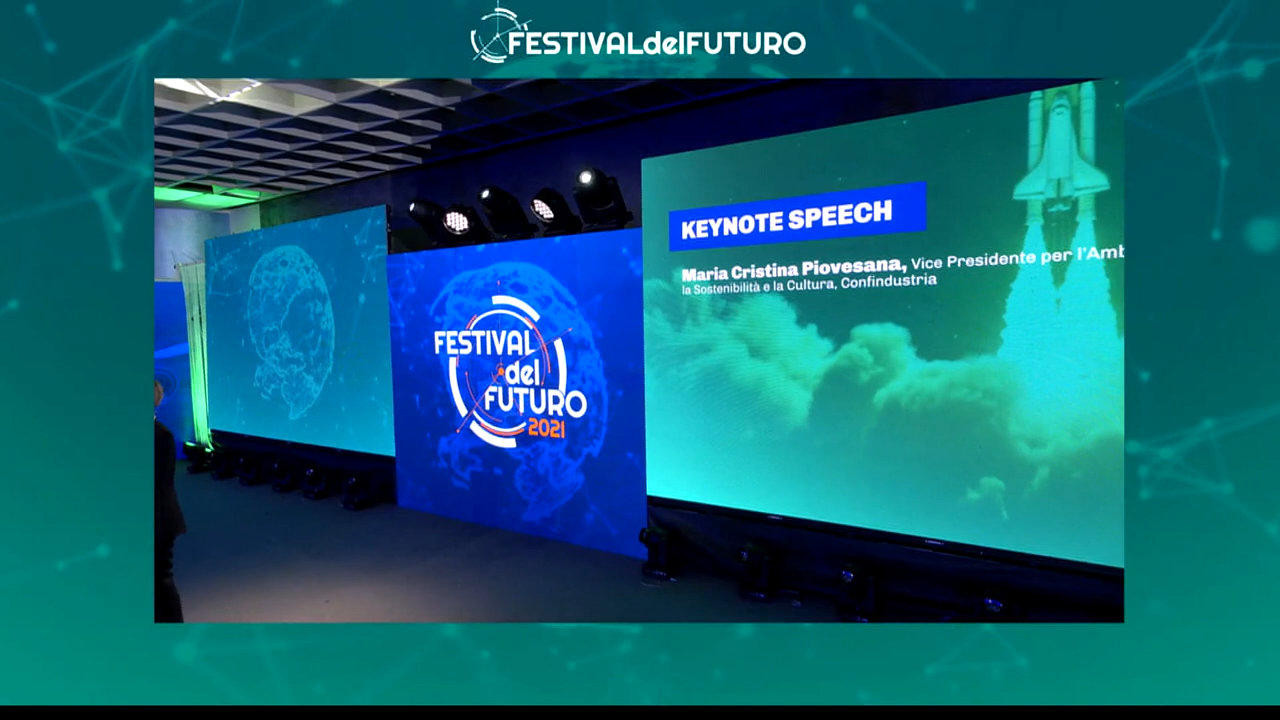 FESTIVALdelFUTURO
KEYNOTE SPEECH
Maria Cristina Piovesana, Vice Presidente per l'Amb
la Sostenibilità e la Cultura, Confindustria
FESTIVAL
del
FUTURO
2021